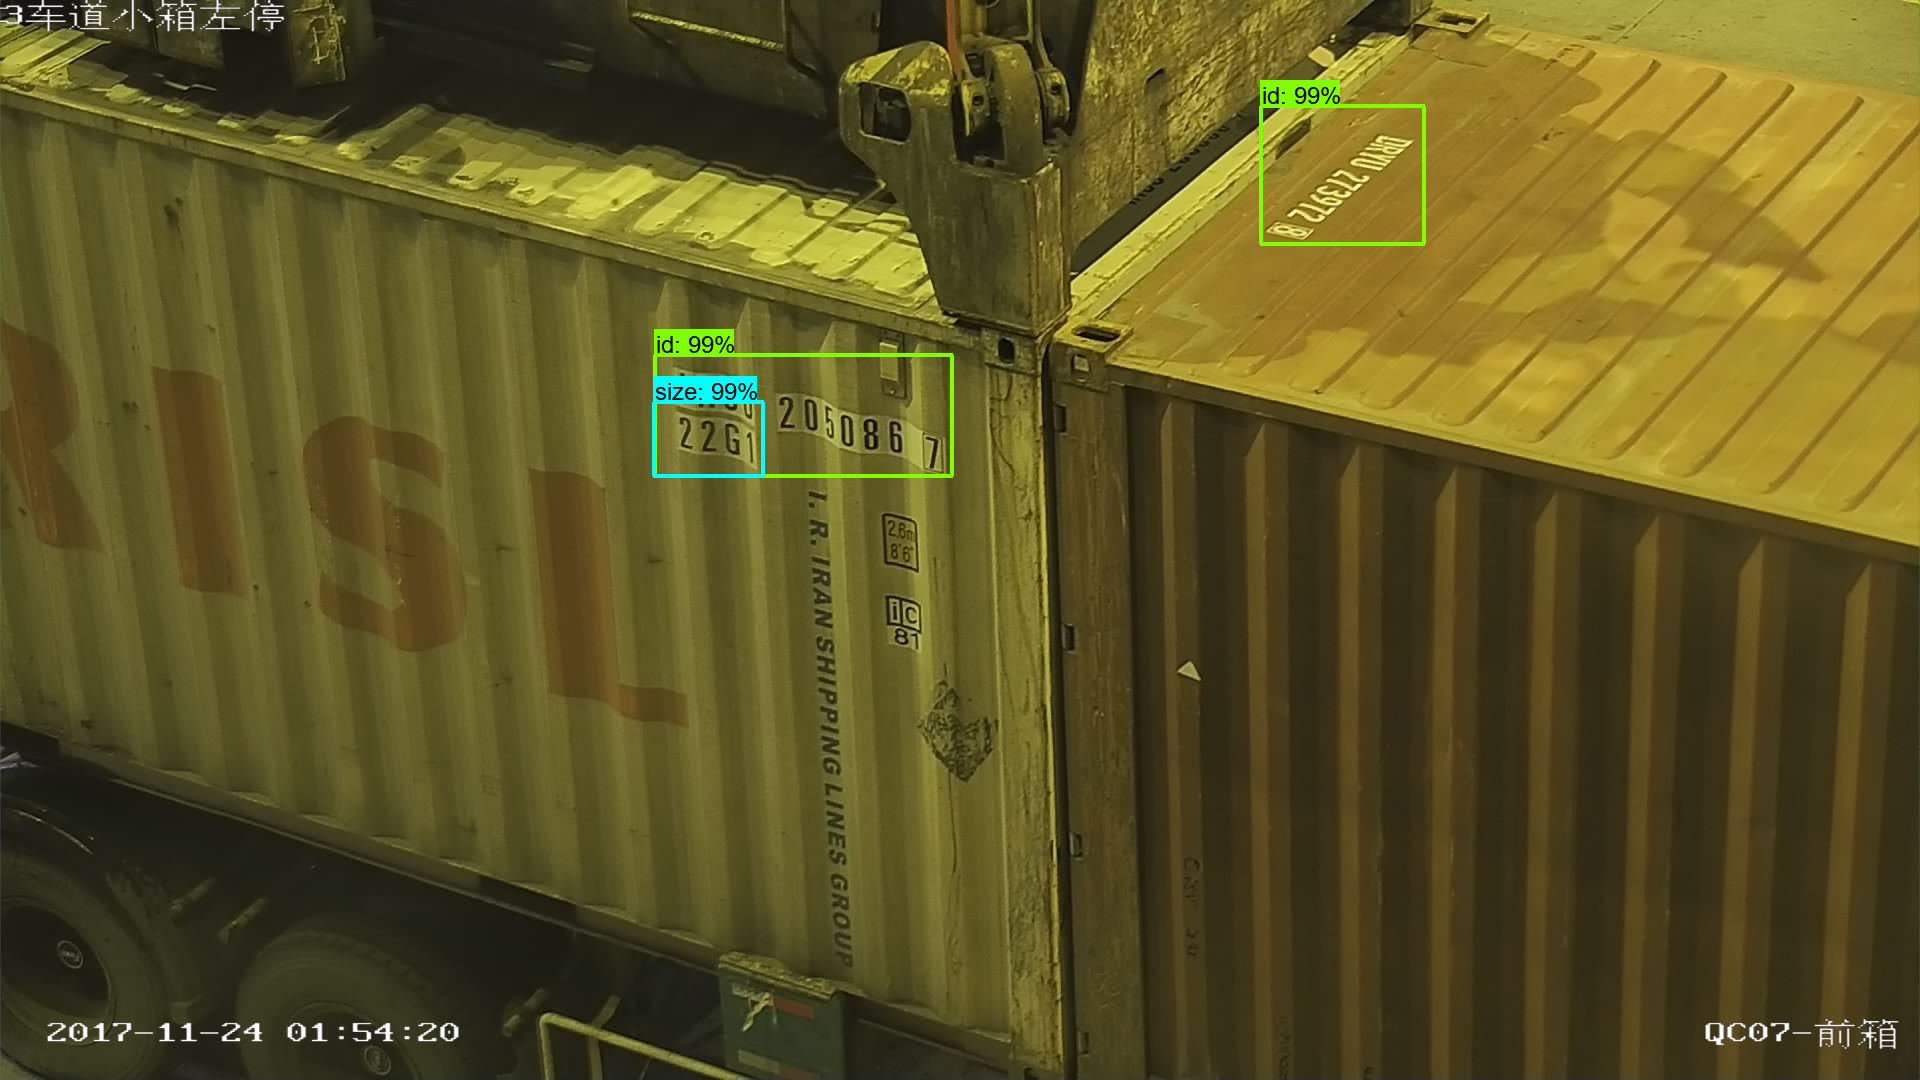 3车道小箱左停
id: 99%
DRYU 273972 8
id: 99%
size: 99%
205086 7
22G1
RISL
I. R. IRAN SHIPPING LINES GROUP
2.6m
8'6"
iC
81
2017-11-24 01:54:20
QC07-前箱